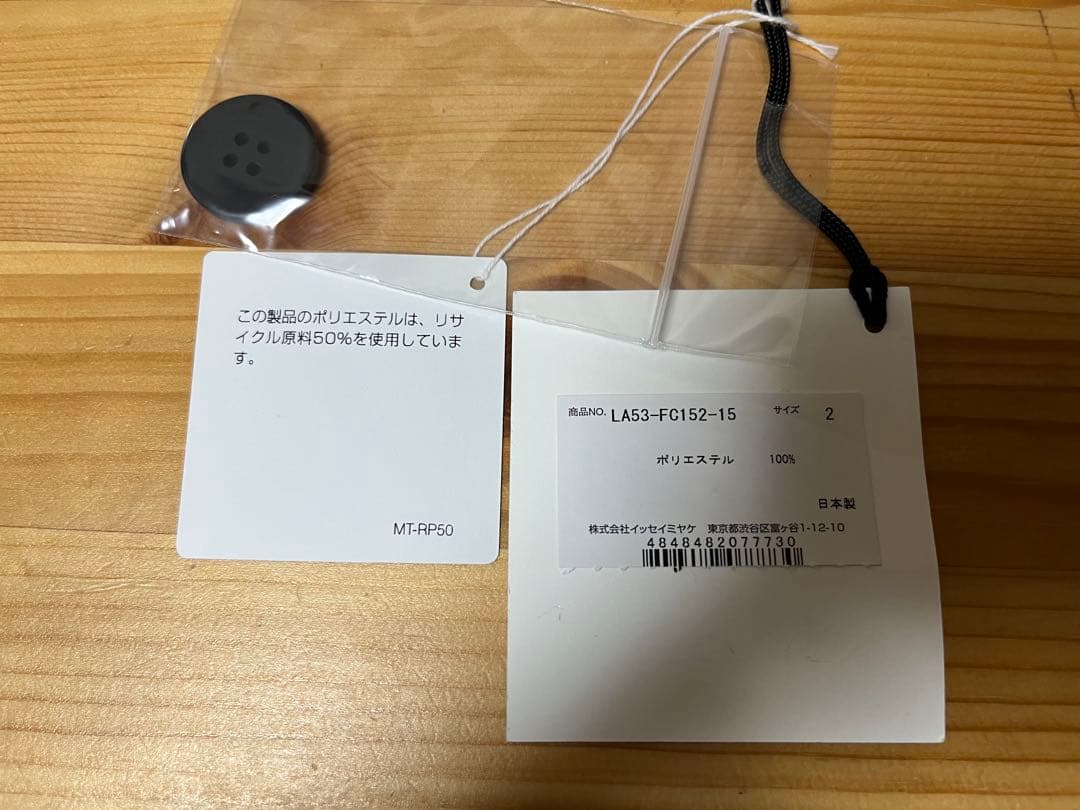 この製品のポリエステルは、リサ
イクル原料50%を使用していま
す。
MT-RP50
商品NO. LA53-FC152-15 サイズ 2
ポリエステル 100%
日本製
株式会社イッセイミヤケ 東京都渋谷区富ヶ谷1-12-10
4848482077730